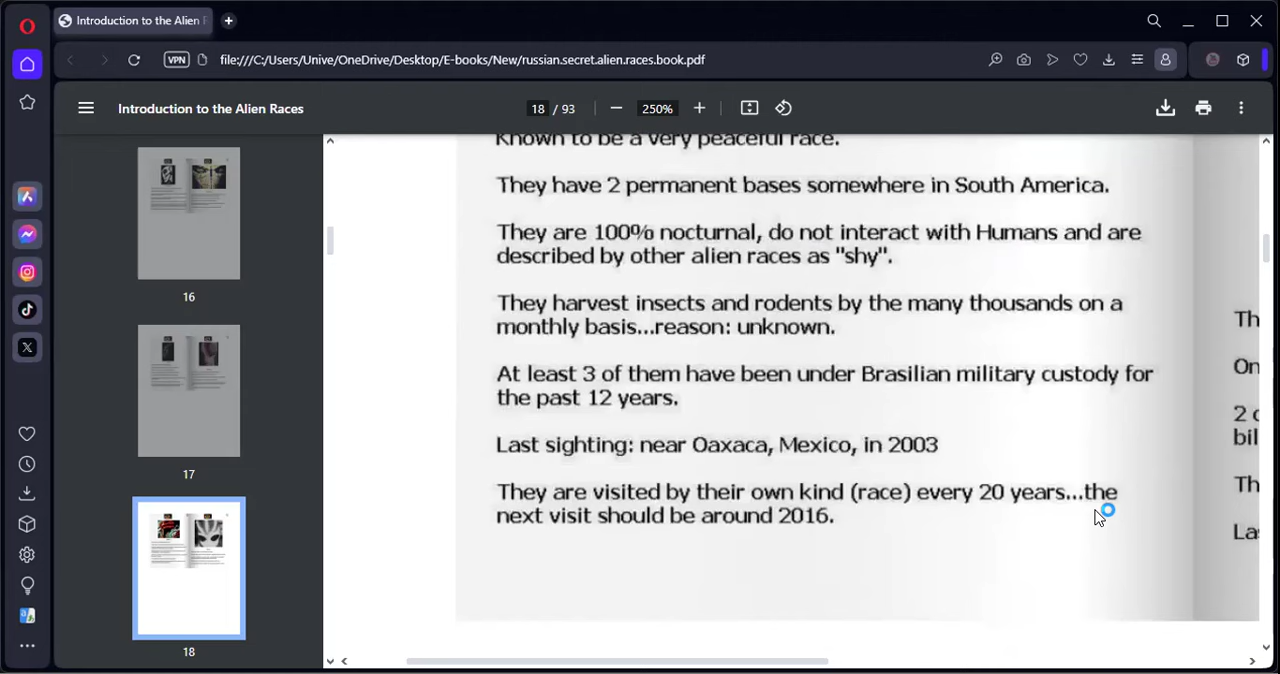 Introduction to the Alien R
VPN
file:///C:/Users/Unive/OneDrive/Desktop/E-books/New/russian.secret.alien.races.book.pdf
Introduction to the Alien Races
18 / 93
250%
16
17
18
Known to be a very peaceful race.
They have 2 permanent bases somewhere in South America.
They are 100% nocturnal, do not interact with Humans and are
described by other alien races as "shy".
They harvest insects and rodents by the many thousands on a
monthly basis...reason: unknown.
At least 3 of them have been under Brasilian military custody for
the past 12 years.
Last sighting: near Oaxaca, Mexico, in 2003
They are visited by their own kind (race) every 20 years...the
next visit should be around 2016.
Th
On
2
bil
Th
La